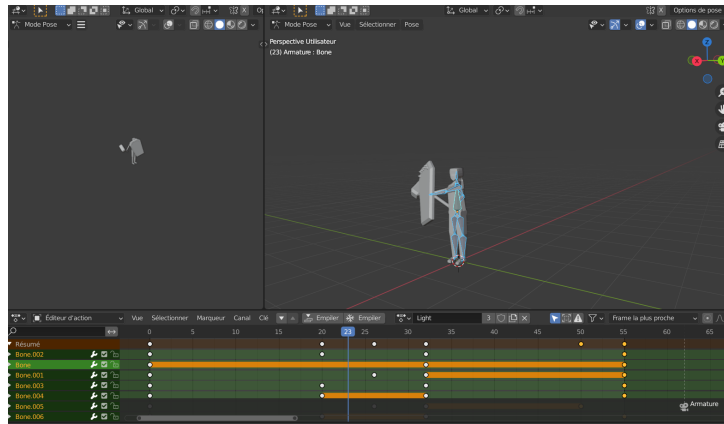 Global
Mode Pose
Global
Options de pose
Mode Pose Vue Sélectionner Pose
Perspective Utilisateur
(23) Armature : Bone
Z
X
Éditeur d'action Vue Sélectionner Marqueur Canal Clé Empiler Empiler Light 3 Frame la plus proche
0 5 10 15 20 23 25 30 35 40 45 50 55 60 65
Résumé
Bone.002
Bone
Bone.001
Bone.003
Bone.004
Bone.005
Armature
Bone.006